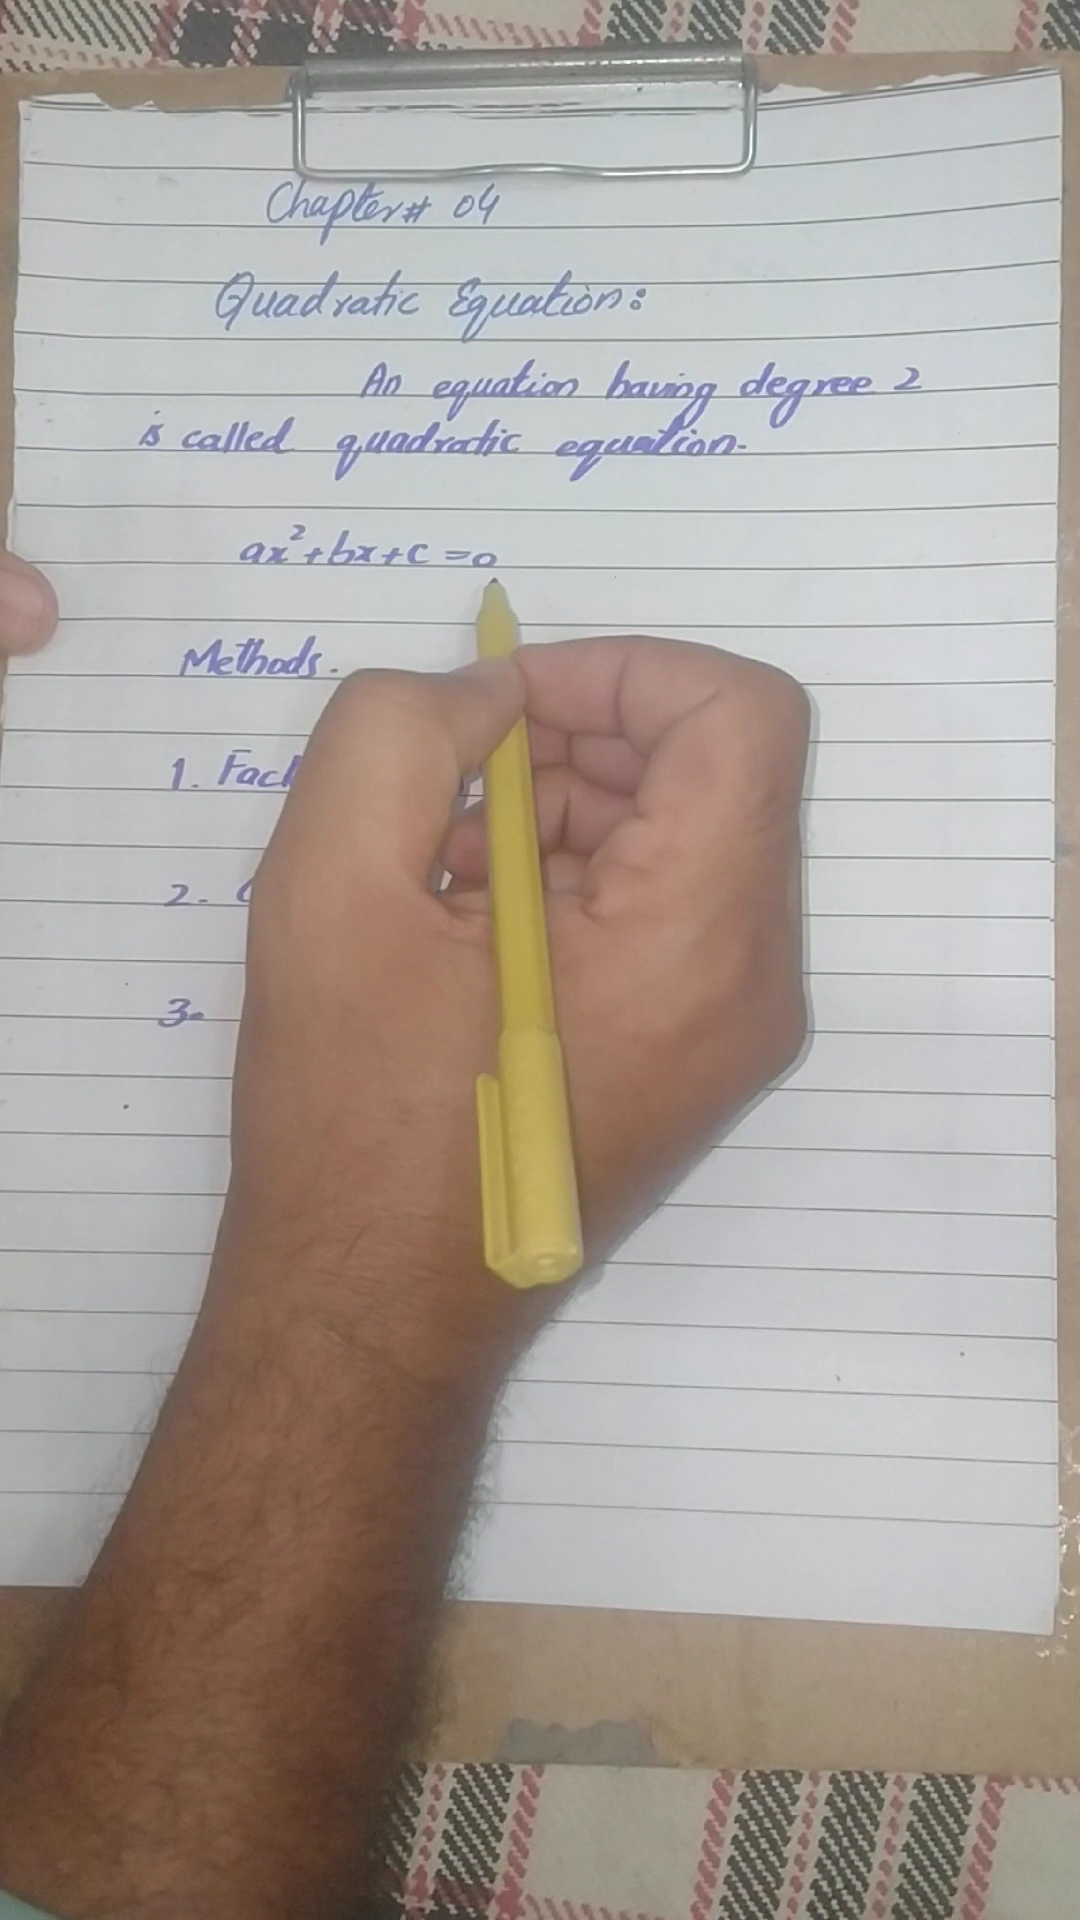 Chapter# 04
Quadratic Equation:
An equation having degree 2
is called quadratic equation.
ax²+bx+c=0
Methods.
1.
2.
3.